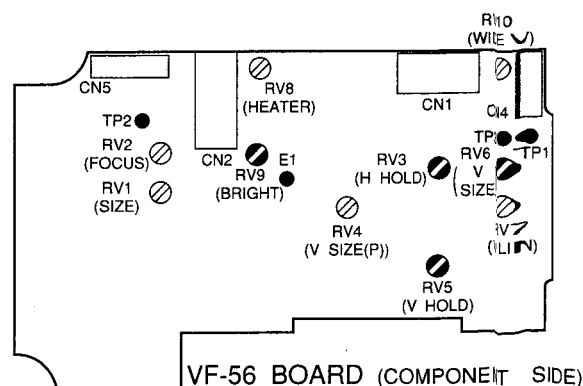 CN5
TP2
RV2
(FOCUS)
RV1
(SIZE)
CN2
RV8
(HEATER)
RV9
(BRIGHT)
E1
RV4
(V SIZE(P))
RV3
(H HOLD)
RV5
(V HOLD)
CN1
TP1
RV6
V
SIZE
VF-56 BOARD (COMPONENT SIDE)